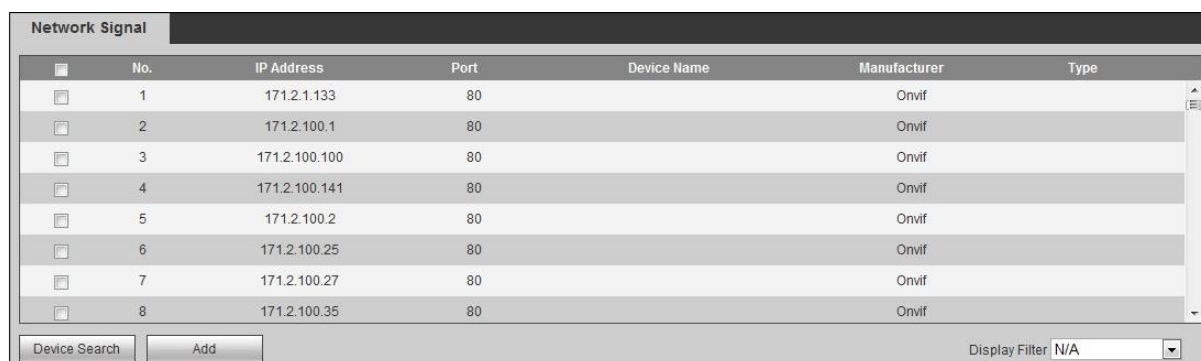 Network Signal
No. IP Address Port Device Name Manufacturer Type
1 171.2.1.133 80 Onvif
2 171.2.100.1 80 Onvif
3 171.2.100.100 80 Onvif
4 171.2.100.141 80 Onvif
5 171.2.100.2 80 Onvif
6 171.2.100.25 80 Onvif
7 171.2.100.27 80 Onvif
8 171.2.100.35 80 Onvif
Device Search Add Display Filter N/A